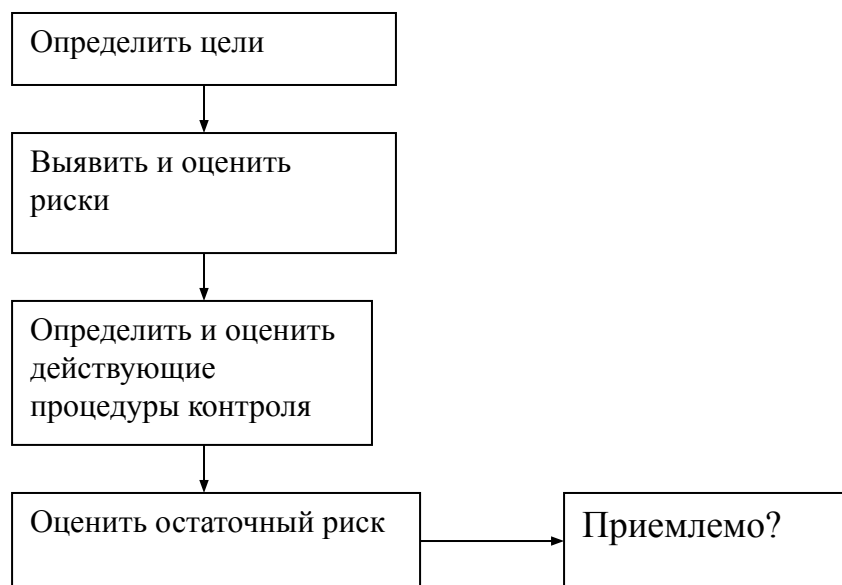 Определить цели
Выявить и оценить
риски
Определить и оценить
действующие
процедуры контроля
Оценить остаточный риск
Приемлемо?